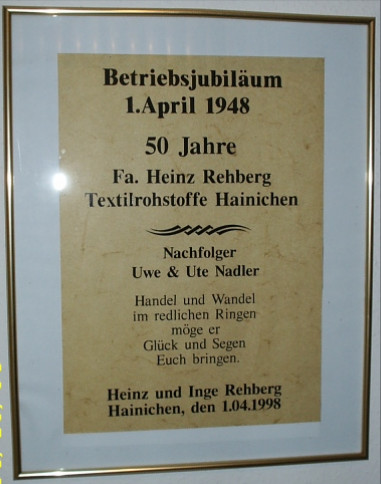 Betriebsjubiläum
1.April 1948
50 Jahre
Fa. Heinz Rehberg
Textilrohstoffe Hainichen
Nachfolger
Uwe & Ute Nadler
Handel und Wandel
im redlichen Ringen
möge er
Glück und Segen
Euch bringen.
Heinz und Inge Rehberg
Hainichen, den 1.04.1998